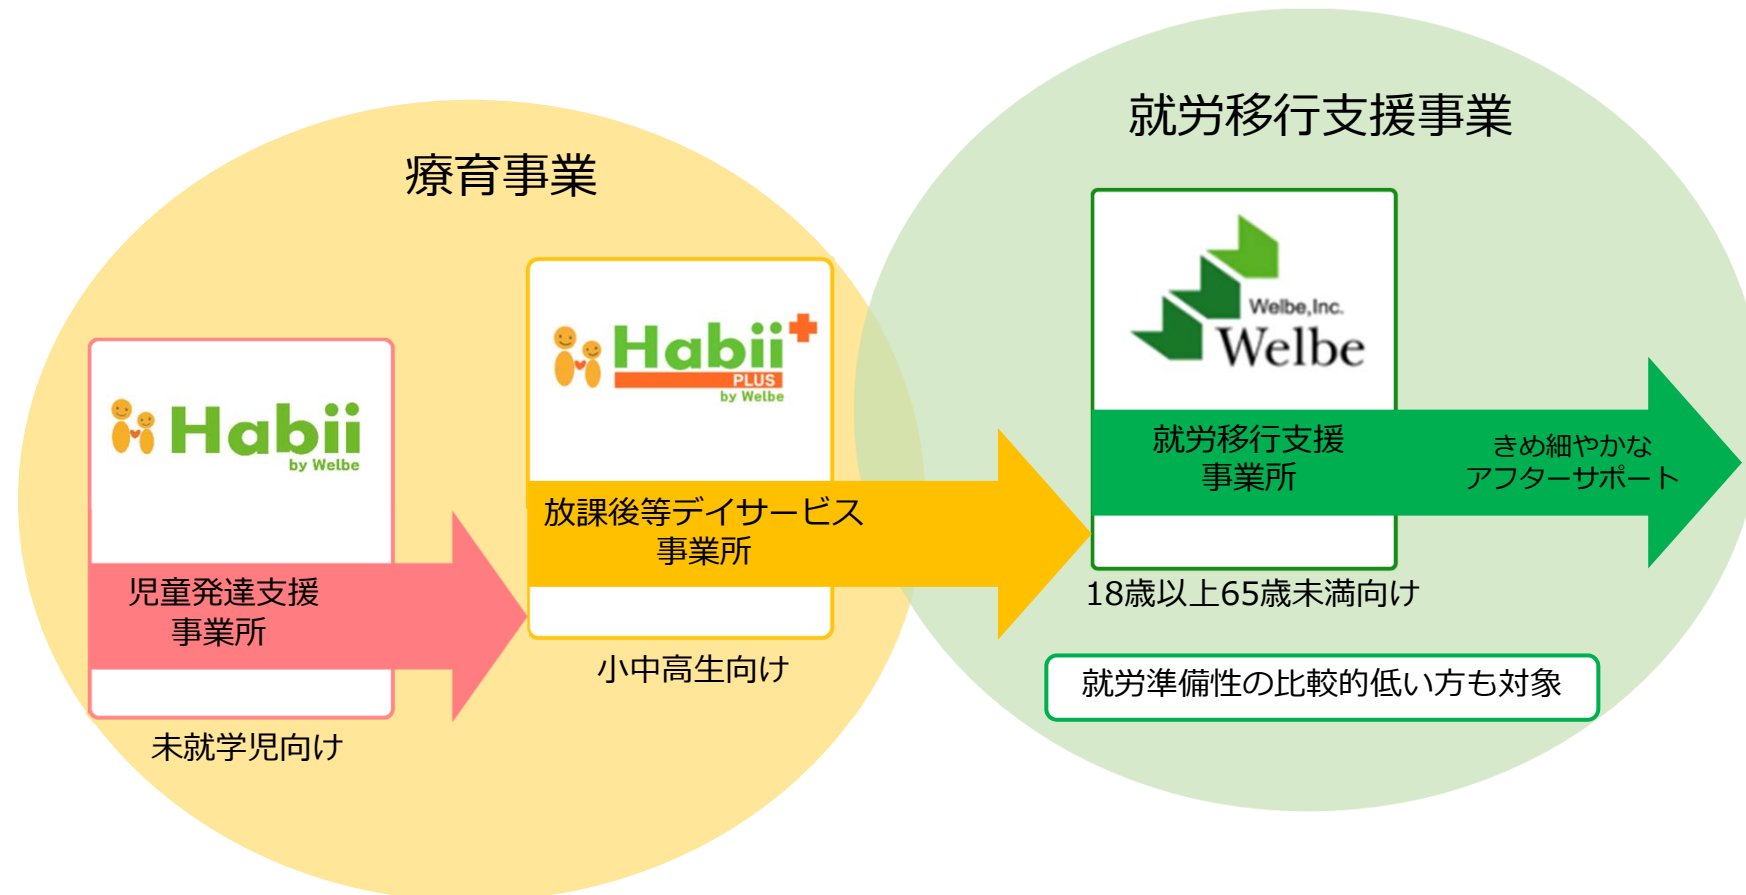 療育事業
Habii
by Welbe
児童発達支援
事業所
未就学児向け
Habii+
PLUS
by Welbe
放課後等デイサービス
事業所
小中高生向け
就労移行支援事業
Welbe,Inc.
Welbe
就労移行支援
事業所
きめ細やかな
アフターサポート
18歳以上65歳未満向け
就労準備性の比較的低い方も対象